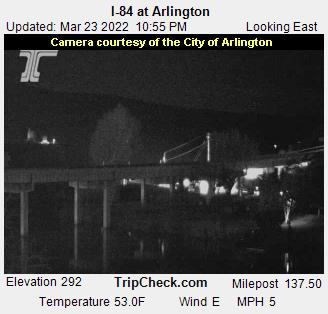 I-84 at Arlington
Updated: Mar 23 2022 10:55 PM Looking East
Camera courtesy of the City of Arlington
Elevation 292 TripCheck.com Milepost 137.50
Temperature 53.0F Wind E MPH 5